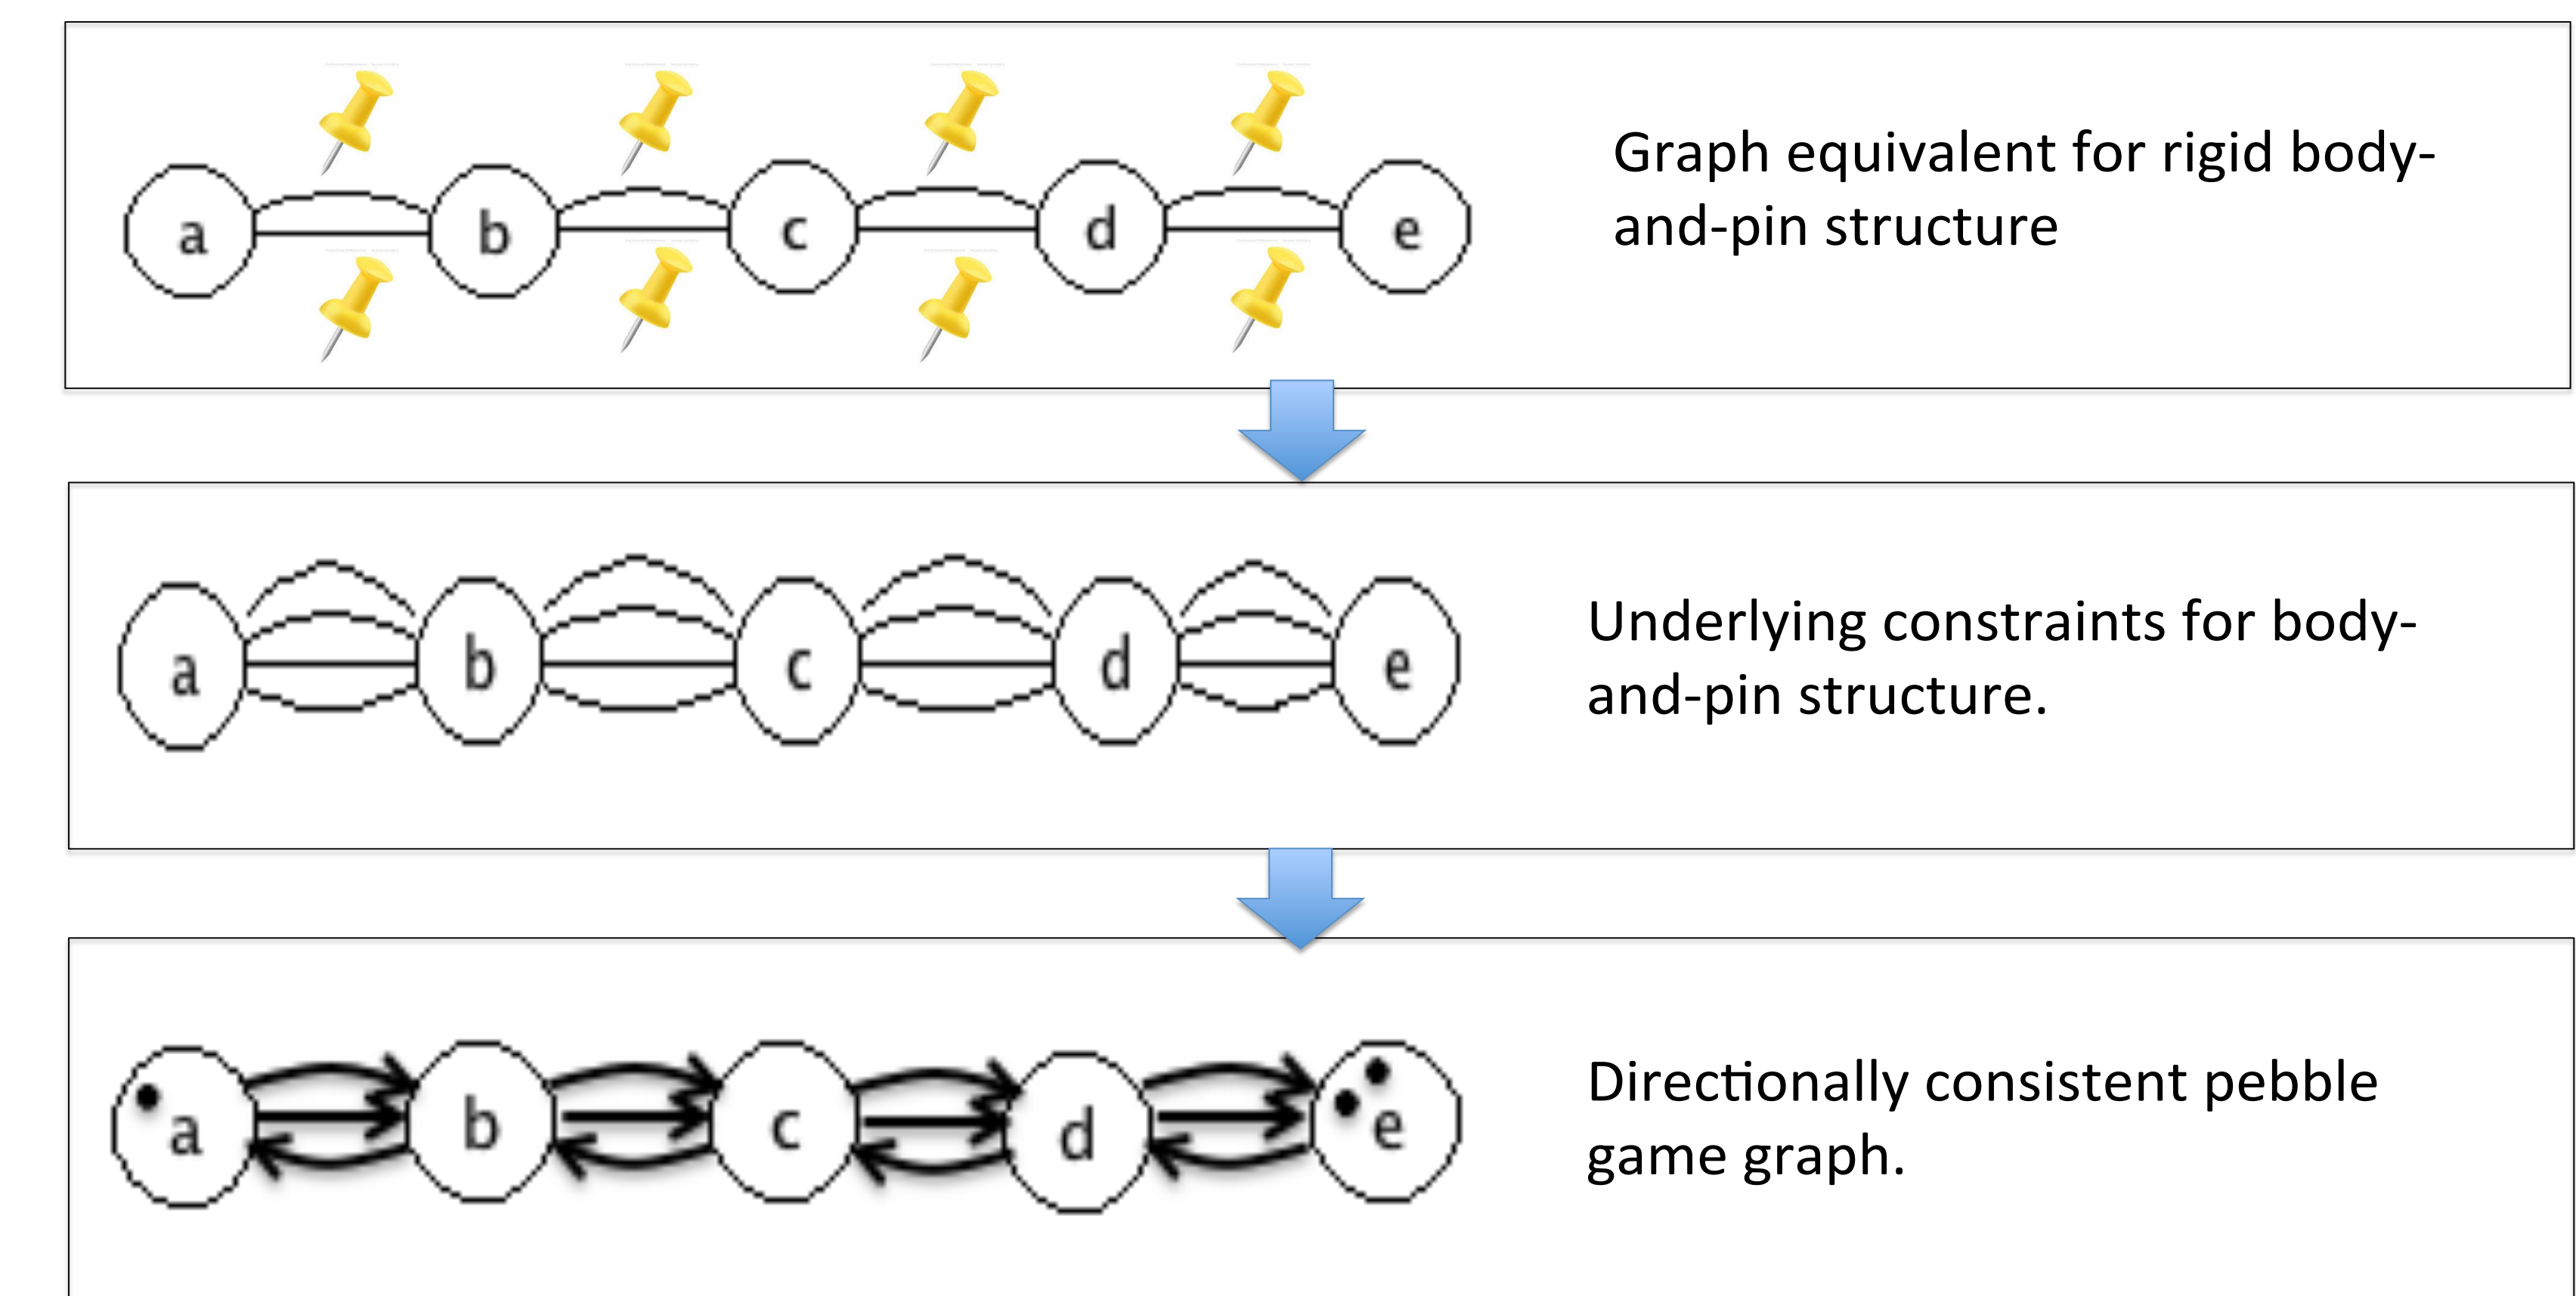 a b c d e
Graph equivalent for rigid body-
and-pin structure
a b c d e
Underlying constraints for body-
and-pin structure.
a b c d e
Directionally consistent pebble
game graph.